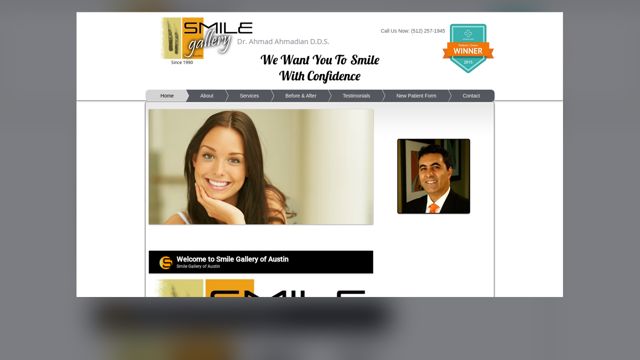 SMILE
gallery
Since 1990
Dr. Ahmad Ahmadian D.D.S.
Call Us Now: (512) 257-1945
WINNER
2015
We Want You To Smile
With Confidence
Home About Services Before & After Testimonials New Patient Form Contact
Welcome to Smile Gallery of Austin
Smile Gallery of Austin
SMILE